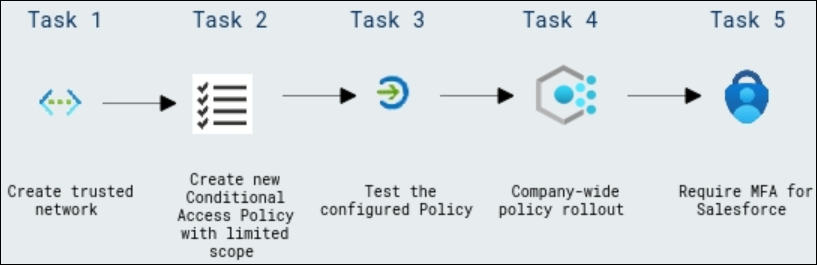 Task 1
Task 2
Task 3
Task 4
Task 5
Create trusted
network
Create new
Conditional
Access Policy
with limited
scope
Test the
configured Policy
Company-wide
policy rollout
Require MFA for
Salesforce